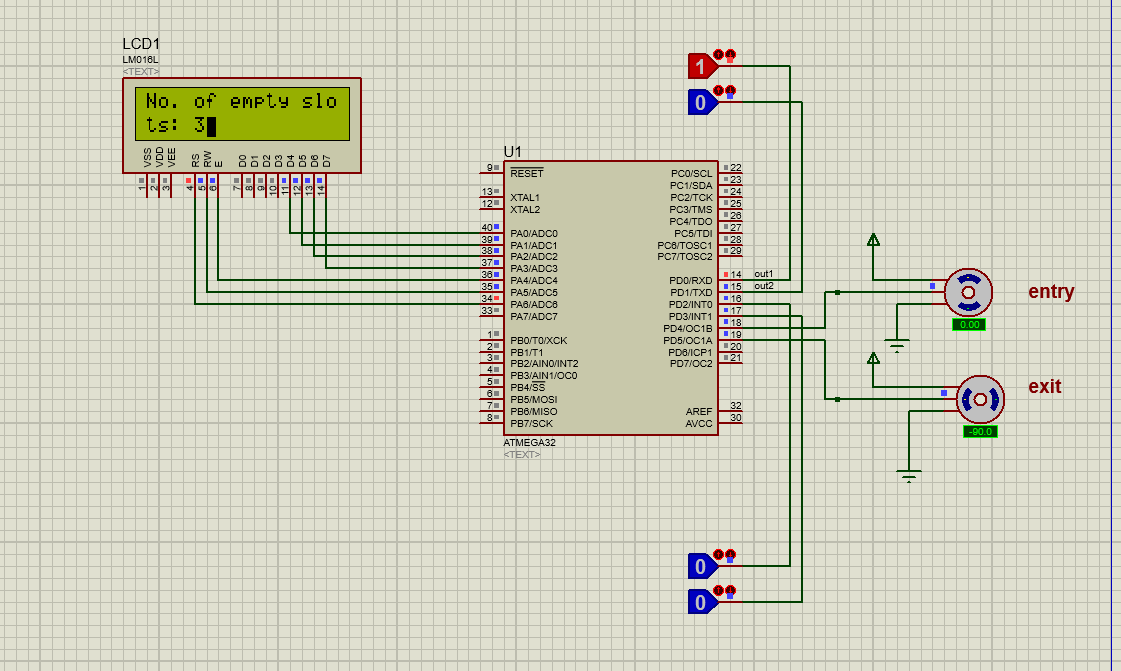 LCD1
LM016L
<TEXT>
No. of empty slo
ts: 3
VSS VDD VEE RS RW E D0 D1 D2 D3 D4 D5 D6 D7
1 2 3 4 5 6 7 8 9 10 11 12 13 14
1
0
U1
9 RESET
13 XTAL1
12 XTAL2
40 PA0/ADC0
39 PA1/ADC1
38 PA2/ADC2
37 PA3/ADC3
36 PA4/ADC4
35 PA5/ADC5
34 PA6/ADC6
33 PA7/ADC7
1 PB0/T0/XCK
2 PB1/T1
3 PB2/AIN0/INT2
4 PB3/AIN1/OC0
5 PB4/SS
6 PB5/MOSI
7 PB6/MISO
8 PB7/SCK
PC0/SCL 22
PC1/SDA 23
PC2/TCK 24
PC3/TMS 25
PC4/TDO 26
PC5/TDI 27
PC6/TOSC1 28
PC7/TOSC2 29
PD0/RXD 14 out1
PD1/TXD 15 out2
PD2/INT0 16
PD3/INT1 17
PD4/OC1B 18
PD5/OC1A 19
PD6/ICP1 20
PD7/OC2 21
AREF 32
AVCC 30
ATMEGA32
<TEXT>
entry
0.00
exit
-90.0
0
0